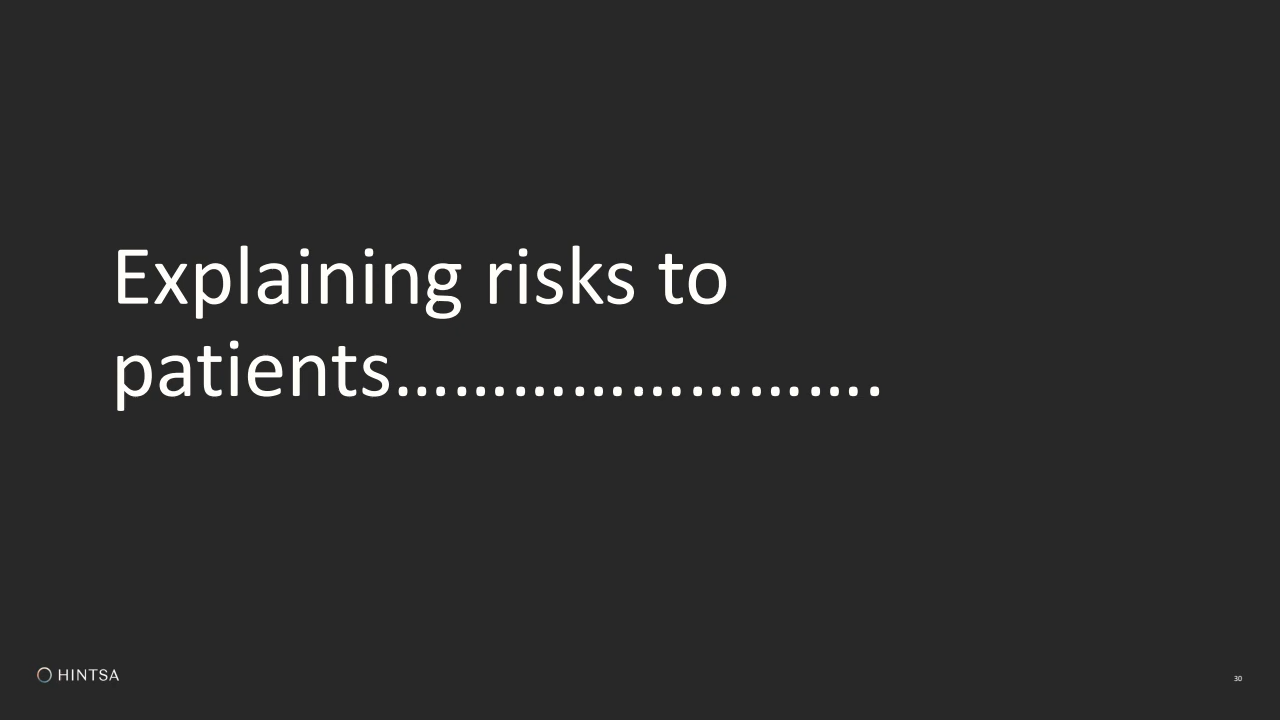 Explaining risks to
patients…………………….
HINTSA
30